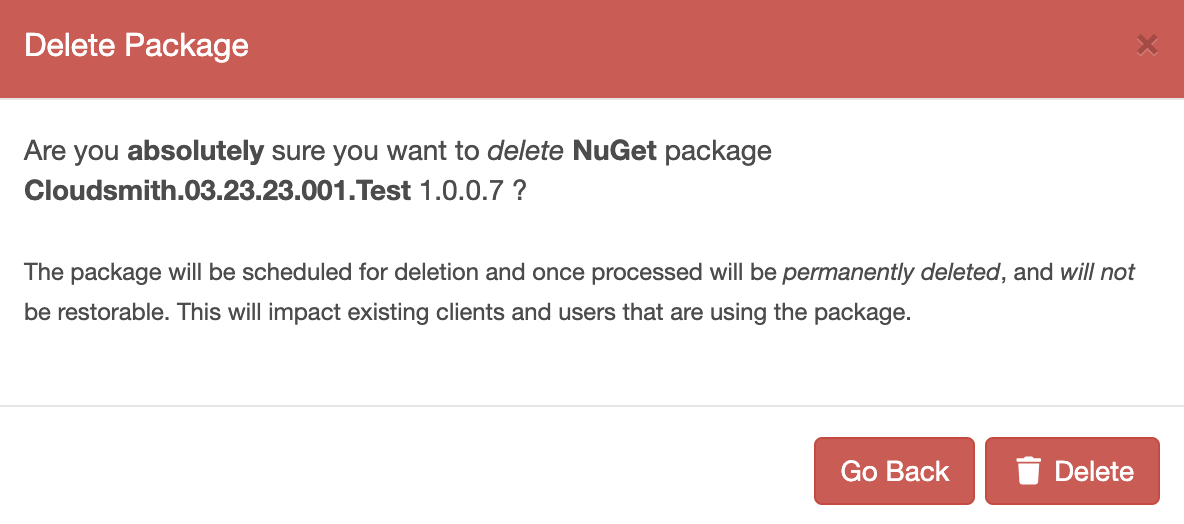 Delete Package
Are you absolutely sure you want to delete NuGet package
Cloudsmith.03.23.23.001.Test 1.0.0.7 ?
The package will be scheduled for deletion and once processed will be permanently deleted, and will not
be restorable. This will impact existing clients and users that are using the package.
Go Back
Delete